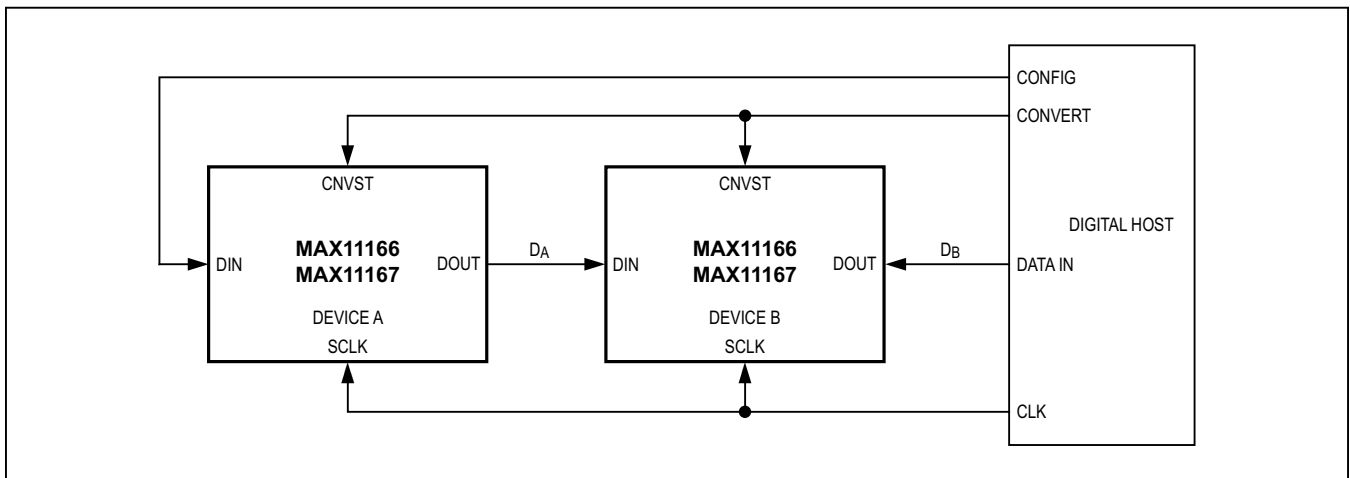 CONFIG
CONVERT
CNVST
CNVST
DIGITAL HOST
MAX11166
MAX11167
DIN
DOUT
DA
DIN
MAX11166
MAX11167
DOUT
DB
DATA IN
DEVICE A
SCLK
DEVICE B
SCLK
CLK